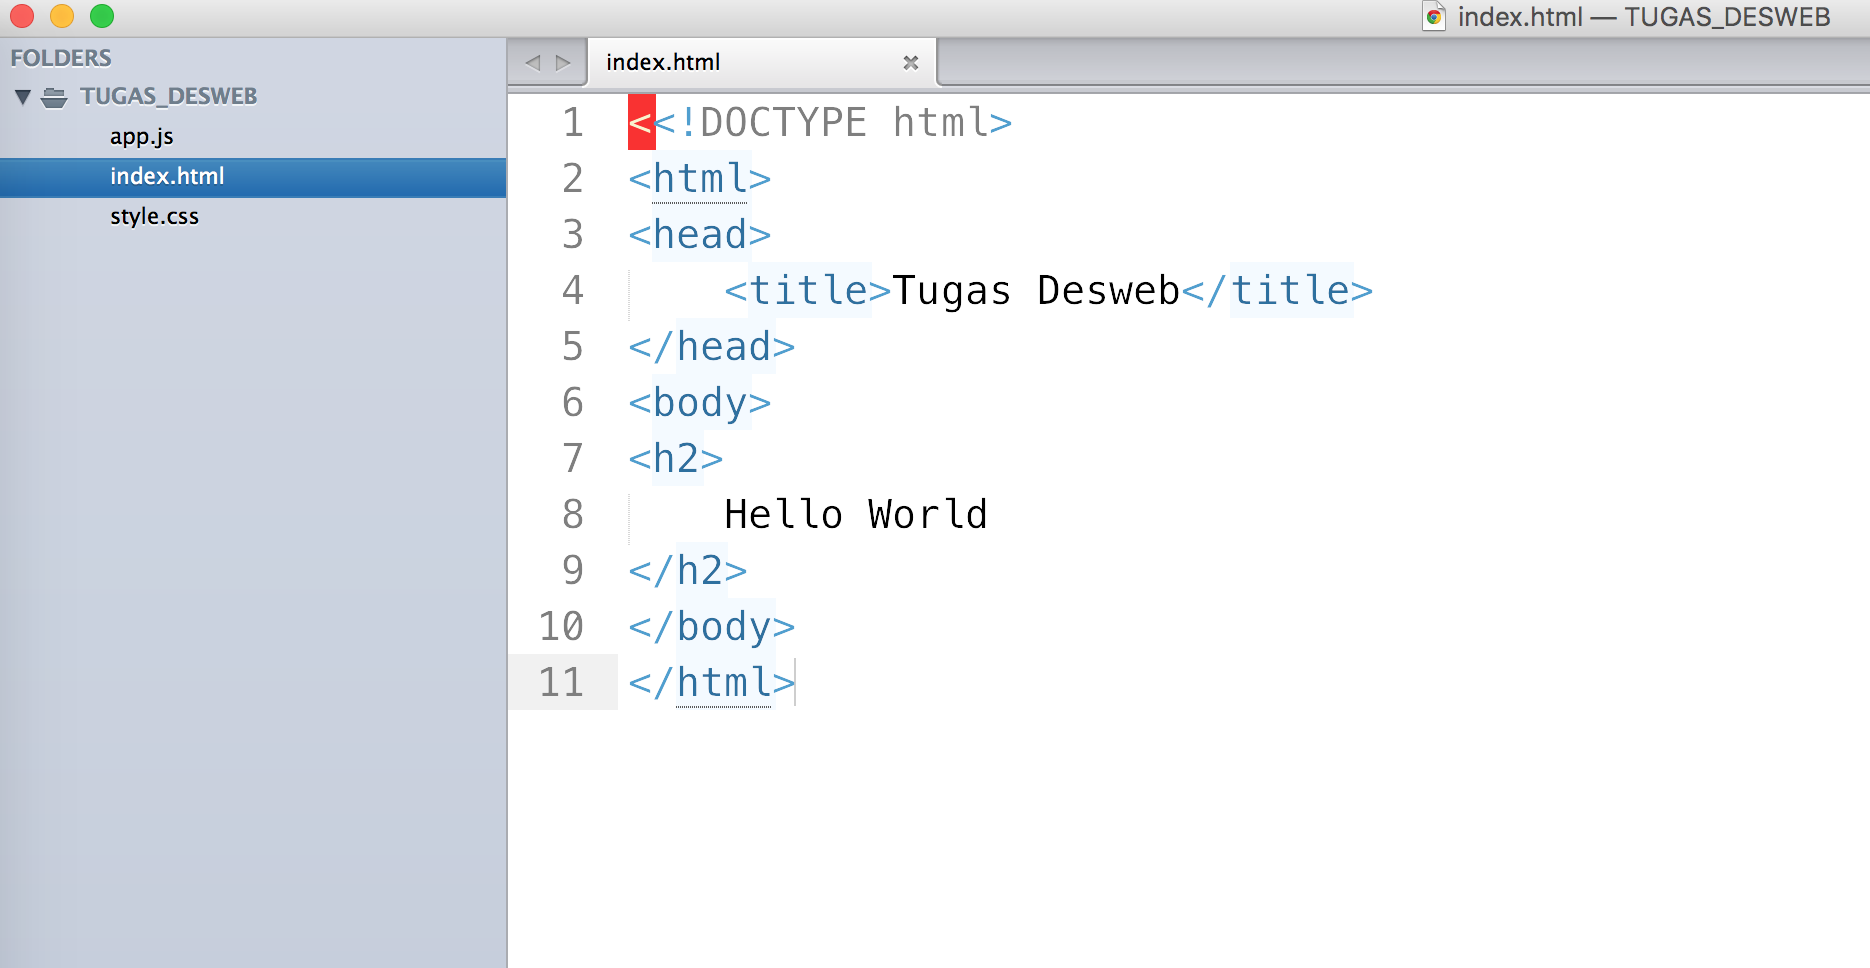 index.html — TUGAS_DESWEB
FOLDERS
TUGAS_DESWEB
app.js
index.html
style.css
index.html
1 <<!DOCTYPE html>
2 <html>
3 <head>
4     <title>Tugas Desweb</title>
5 </head>
6 <body>
7 <h2>
8     Hello World
9 </h2>
10 </body>
11 </html>